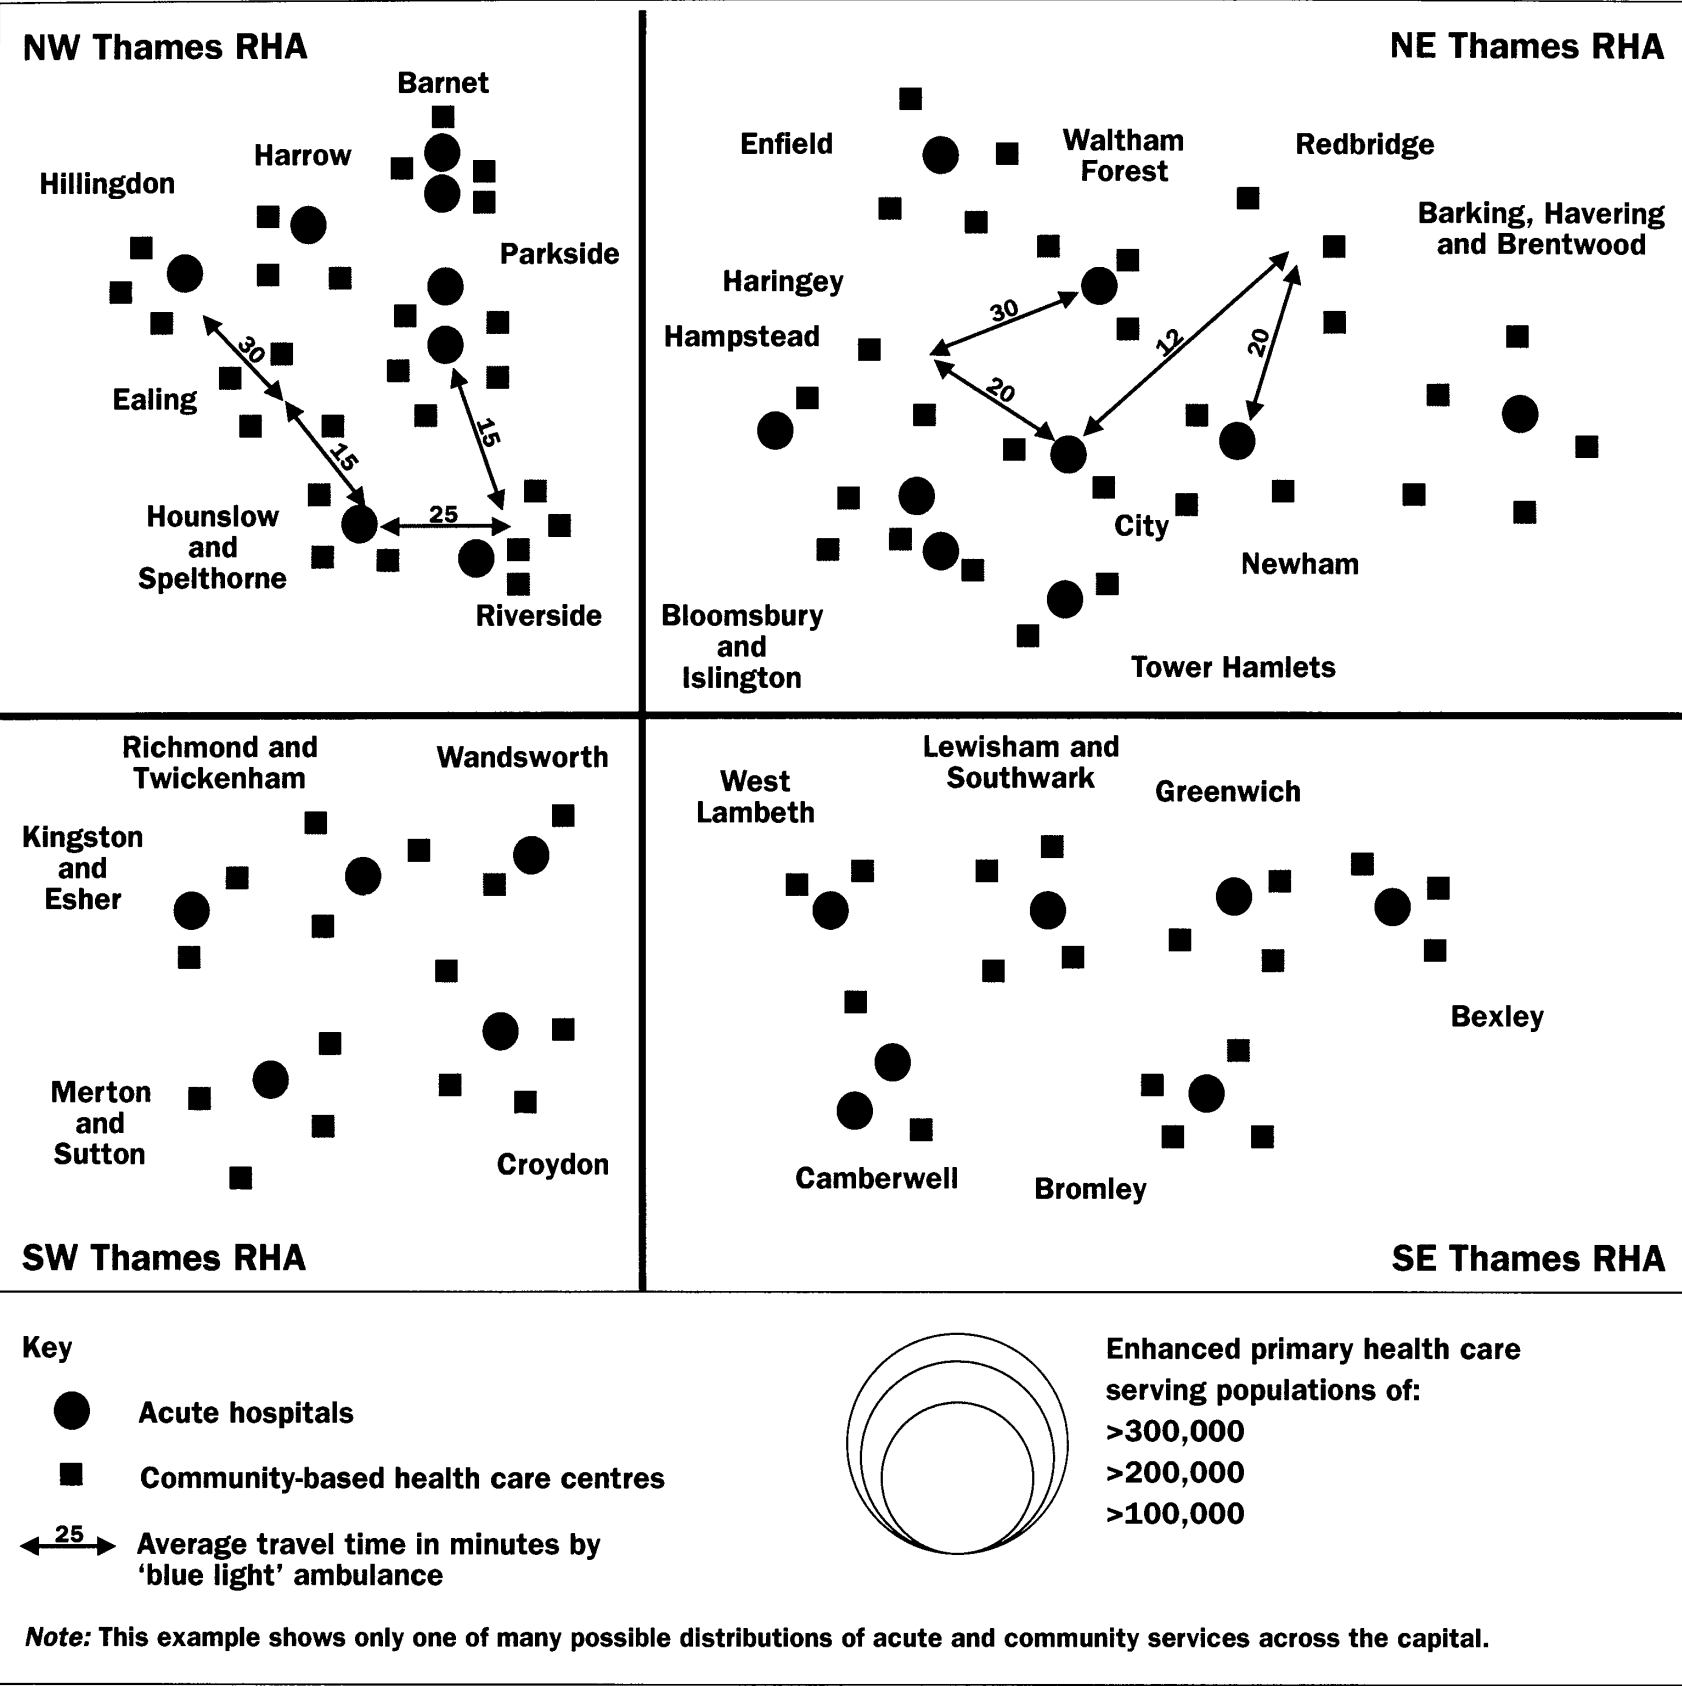 NW Thames RHA
Barnet
Harrow
Hillingdon
Parkside
30
Ealing
15
15
Hounslow
and
Spelthorne
25
Riverside
NE Thames RHA
Enfield
Waltham
Forest
Redbridge
Barking, Havering
and Brentwood
Haringey
Hampstead
30
12
20
20
City
Newham
Bloomsbury
and
Islington
Tower Hamlets
Richmond and
Twickenham
Wandsworth
Kingston
and
Esher
Merton
and
Sutton
Croydon
SW Thames RHA
West
Lambeth
Lewisham and
Southwark
Greenwich
Bexley
Camberwell
Bromley
SE Thames RHA
Key
Acute hospitals
Community-based health care centres
25
Average travel time in minutes by
‘blue light’ ambulance
Enhanced primary health care
serving populations of:
>300,000
>200,000
>100,000
Note: This example shows only one of many possible distributions of acute and community services across the capital.